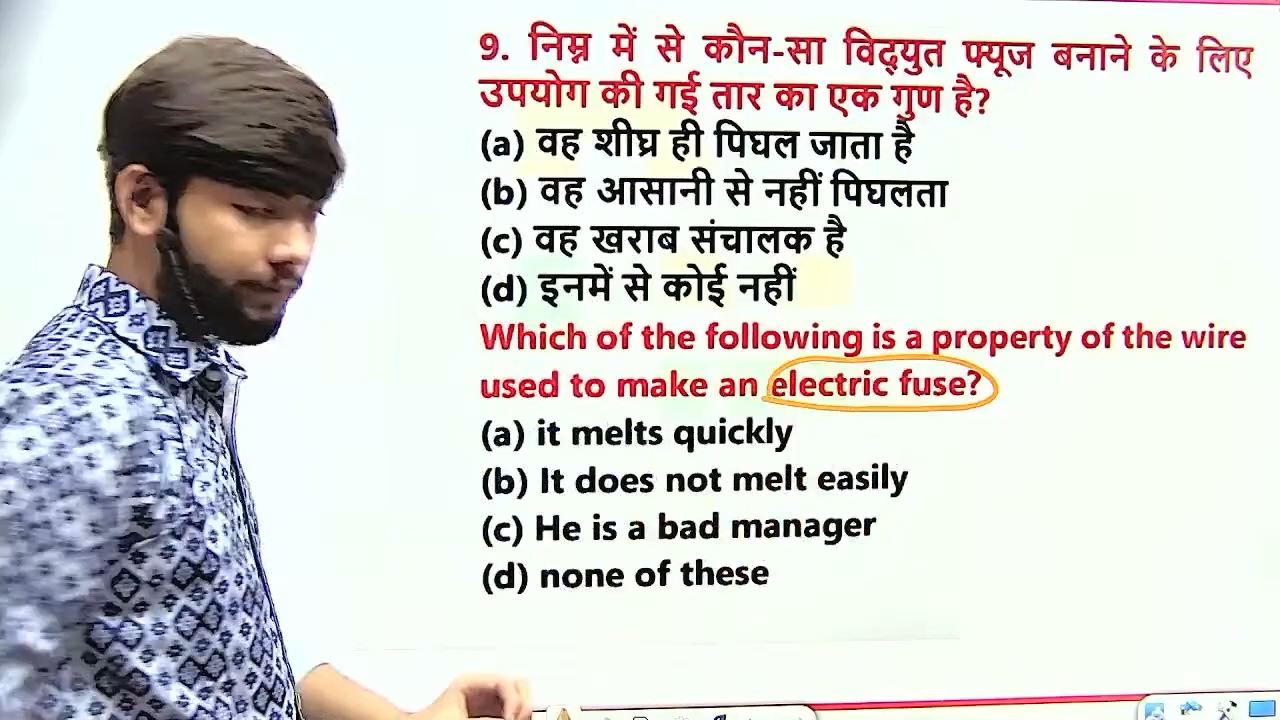 9. निम्न में से कौन-सा विद्युत फ्यूज बनाने के लिए
उपयोग की गई तार का एक गुण है?
(a) वह शीघ्र ही पिघल जाता है
(b) वह आसानी से नहीं पिघलता
(c) वह खराब संचालक है
(d) इनमें से कोई नहीं
Which of the following is a property of the wire
used to make an electric fuse?
(a) it melts quickly
(b) It does not melt easily
(c) He is a bad manager
(d) none of these